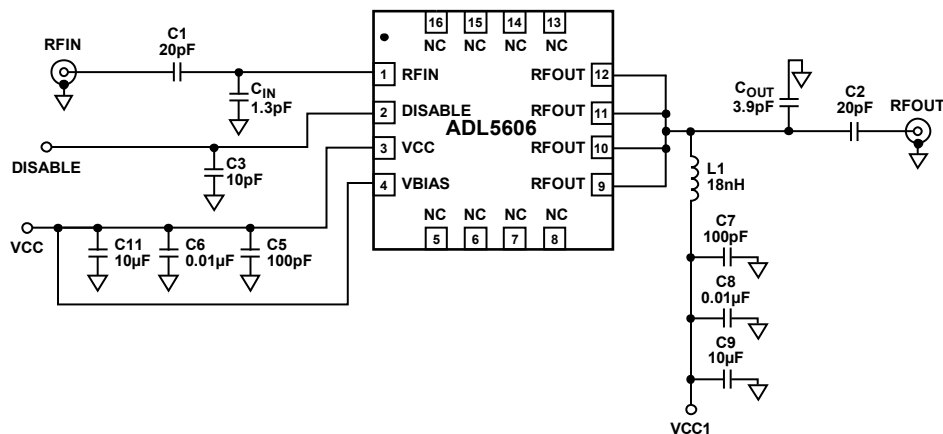 16
15
14
13
NC
NC
NC
NC
RFIN
C1
20pF
1
RFIN
CIN
1.3pF
2
DISABLE
ADL5606
3
VCC
4
VBIAS
RFOUT
12
RFOUT
11
RFOUT
10
RFOUT
9
NC
NC
NC
NC
5
6
7
8
DISABLE
C3
10pF
VCC
C11
10µF
C6
0.01µF
C5
100pF
COUT
3.9pF
C2
20pF
RFOUT
L1
18nH
C7
100pF
C8
0.01µF
C9
10µF
VCC1